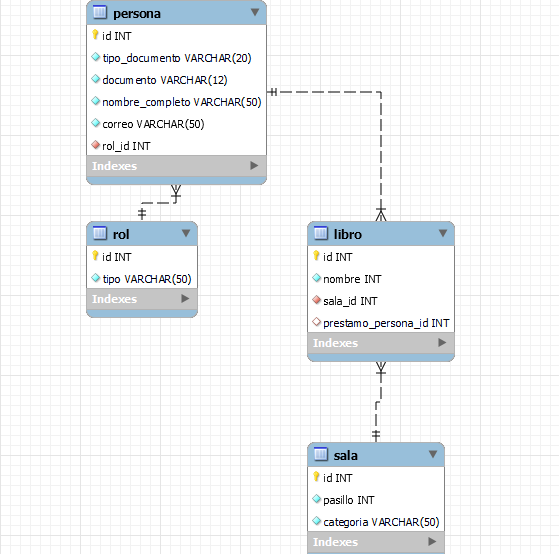 persona
id INT
tipo_documento VARCHAR(20)
documento VARCHAR(12)
nombre_completo VARCHAR(50)
correo VARCHAR(50)
rol_id INT
Indexes
rol
id INT
tipo VARCHAR(50)
Indexes
libro
id INT
nombre INT
sala_id INT
prestamo_persona_id INT
Indexes
sala
id INT
pasillo INT
categoria VARCHAR(50)
Indexes